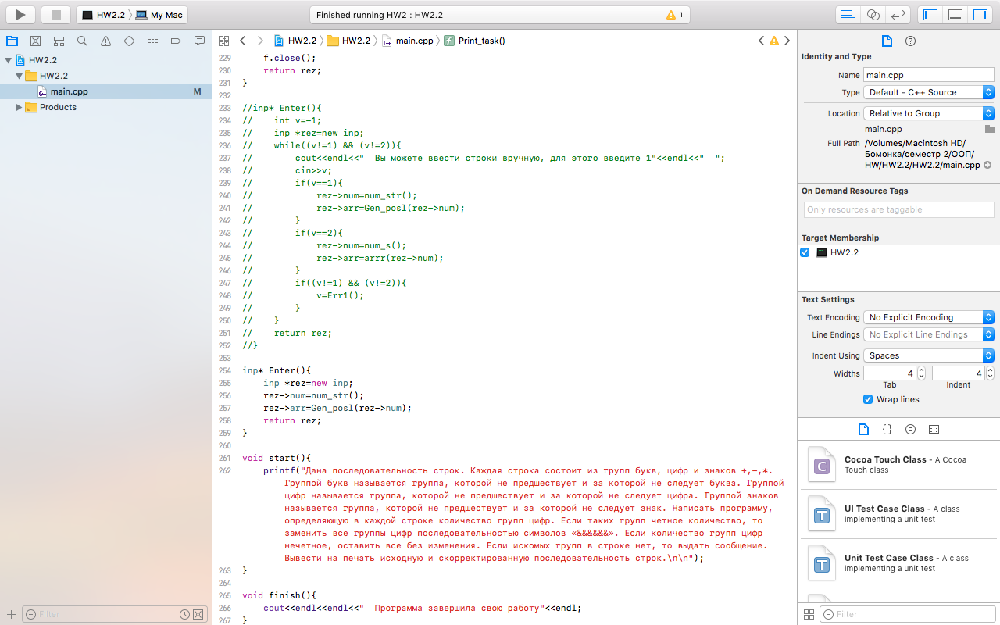 HW2.2 My Mac
Finished running HW2 : HW2.2
1
HW2.2 HW2.2 main.cpp Print_task()
HW2.2
HW2.2
main.cpp M
Products
Filter
229 f.close();
230 return rez;
231 }
232
233 //inp* Enter(){
234 // int v=-1;
235 // inp *rez=new inp;
236 // while((v!=1) && (v!=2)){
237 // cout<<endl<<" Вы можете ввести строки вручную, для этого введите 1"<<endl<<" ";
238 // cin>>v;
239 // if(v==1){
240 // rez->num=num_str();
241 // rez->arr=Gen_posl(rez->num);
242 // }
243 // if(v==2){
244 // rez->num=num_s();
245 // rez->arr=arrr(rez->num);
246 // }
247 // if((v!=1) && (v!=2)){
248 // v=Err1();
249 // }
250 // }
251 // return rez;
252 //}
253
254 inp* Enter(){
255 inp *rez=new inp;
256 rez->num=num_str();
257 rez->arr=Gen_posl(rez->num);
258 return rez;
259 }
260
261 void start(){
262 printf("Дана последовательность строк. Каждая строка состоит из групп букв, цифр и знаков +,-,*.
Группой букв называется группа, которой не предшествует и за которой не следует буква. Группой
цифр называется группа, которой не предшествует и за которой не следует цифра. Группой знаков
называется группа, которой не предшествует и за которой не следует знак. Написать программу,
определяющую в каждой строке количество групп цифр. Если таких групп четное количество, то
заменить все группы цифр последовательностью символов «&&&&&&». Если количество групп цифр
нечетное, оставить все без изменения. Если искомых групп в строке нет, то выдать сообщение.
Вывести на печать исходную и скорректированную последовательность строк.\n\n");
263 }
264
265 void finish(){
266 cout<<endl<<endl<<" Программа завершила свою работу"<<endl;
267 }
Identity and Type
Name main.cpp
Type Default - C++ Source
Location Relative to Group
main.cpp
Full Path /Volumes/Macintosh HD/
Бомонка/семестр 2/ООП/
HW/HW2.2/HW2.2/main.cpp
On Demand Resource Tags
Only resources are taggable
Target Membership
HW2.2
Text Settings
Text Encoding No Explicit Encoding
Line Endings No Explicit Line Endings
Indent Using Spaces
Widths 4 4
Tab Indent
Wrap lines
{}
C
Cocoa Touch Class - A Cocoa
Touch class
T
UI Test Case Class - A class
implementing a unit test
T
Unit Test Case Class - A class
implementing a unit test
Filter